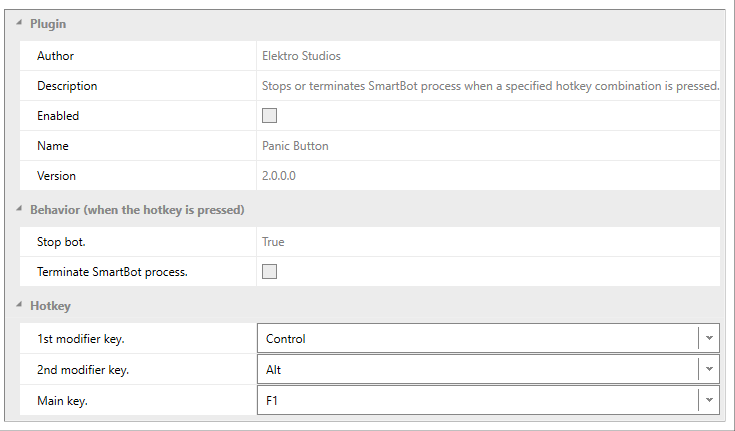 Plugin
Author Elektro Studios
Description Stops or terminates SmartBot process when a specified hotkey combination is pressed.
Enabled
Name Panic Button
Version 2.0.0.0
Behavior (when the hotkey is pressed)
Stop bot. True
Terminate SmartBot process.
Hotkey
1st modifier key. Control
2nd modifier key. Alt
Main key. F1